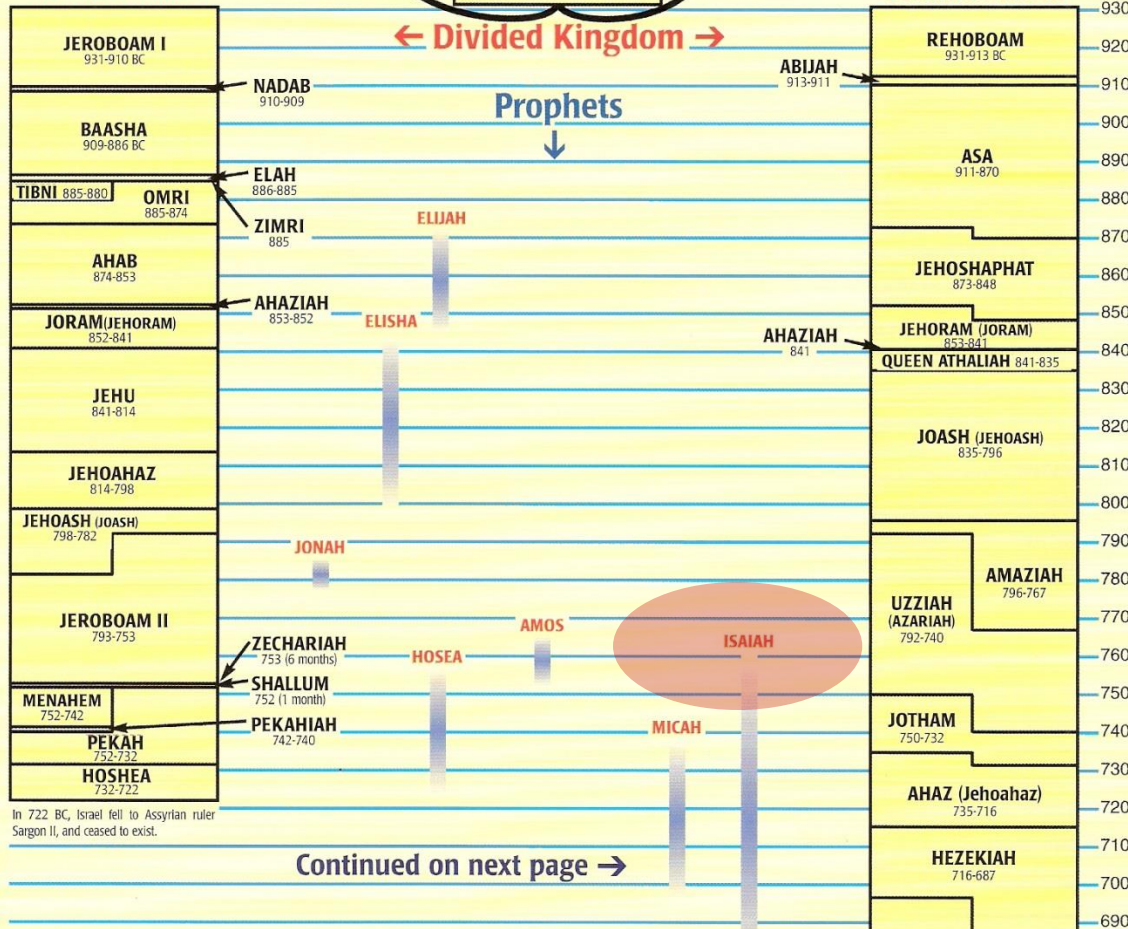 ← Divided Kingdom →
Prophets
JEROBOAM I
931-910 BC
NADAB
910-909
BAASHA
909-886 BC
ELAH
886-885
TIBNI 885-880
OMRI
885-874
ZIMRI
885
AHAB
874-853
AHAZIAH
853-852
JORAM(JEHORAM)
852-841
JEHU
841-814
JEHOAHAZ
814-798
JEHOASH (JOASH)
798-782
JEROBOAM II
793-753
ZECHARIAH
753 (6 months)
SHALLUM
752 (1 month)
MENAHEM
752-742
PEKAHIAH
742-740
PEKAH
752-732
HOSHEA
732-722
In 722 BC, Israel fell to Assyrian ruler
Sargon II, and ceased to exist.
ELIJAH
ELISHA
JONAH
AMOS
HOSEA
ISAIAH
MICAH
Continued on next page →
REHOBOAM
931-913 BC
ABIJAH
913-911
ASA
911-870
JEHOSHAPHAT
873-848
JEHORAM (JORAM)
853-841
AHAZIAH
841
QUEEN ATHALIAH 841-835
JOASH (JEHOASH)
835-796
AMAZIAH
796-767
UZZIAH
(AZARIAH)
792-740
JOTHAM
750-732
AHAZ (Jehoahaz)
735-716
HEZEKIAH
716-687
930
920
910
900
890
880
870
860
850
840
830
820
810
800
790
780
770
760
750
740
730
720
710
700
690